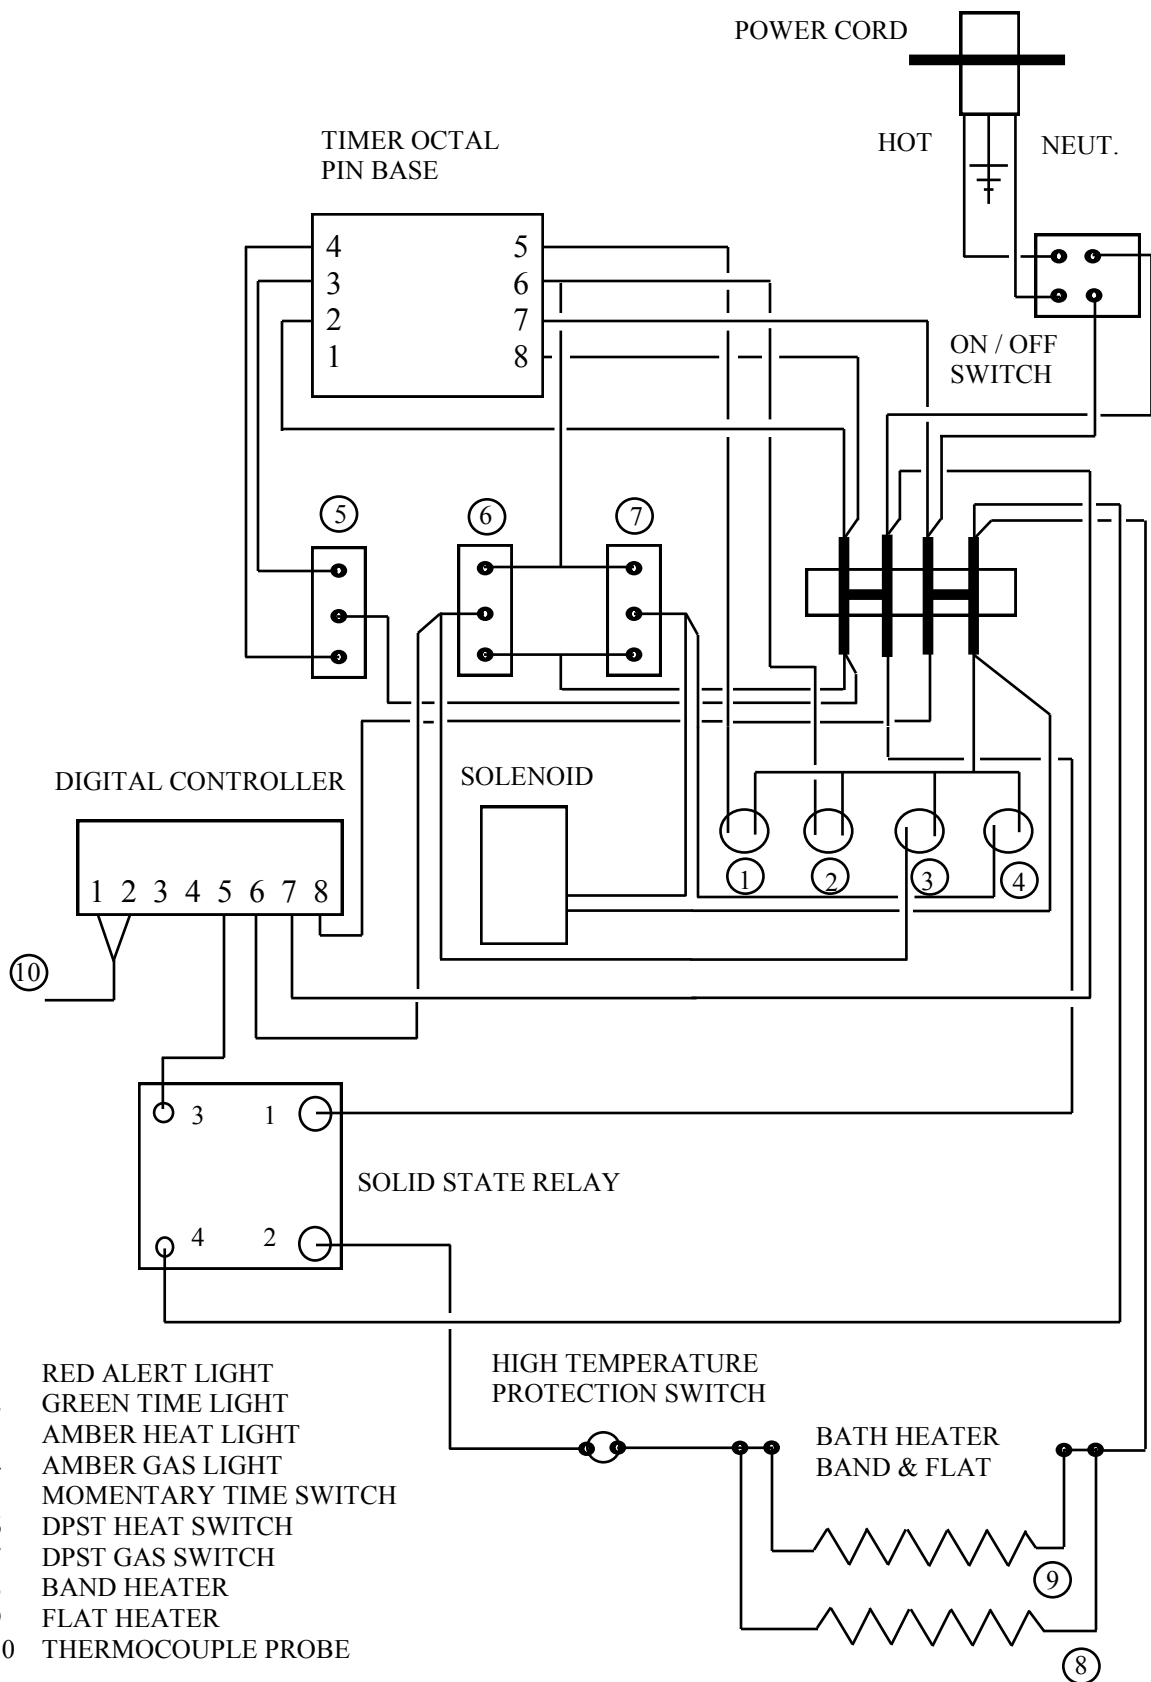 POWER CORD
TIMER OCTAL
PIN BASE
HOT
NEUT.
4 5
3 6
2 7
1 8
ON / OFF
SWITCH
5
6
7
DIGITAL CONTROLLER
SOLENOID
1 2 3 4 5 6 7 8
1
2
3
4
10
3 1
SOLID STATE RELAY
4 2
HIGH TEMPERATURE
PROTECTION SWITCH
BATH HEATER
BAND & FLAT
RED ALERT LIGHT
GREEN TIME LIGHT
AMBER HEAT LIGHT
AMBER GAS LIGHT
MOMENTARY TIME SWITCH
DPST HEAT SWITCH
DPST GAS SWITCH
BAND HEATER
FLAT HEATER
0 THERMOCOUPLE PROBE
9
8